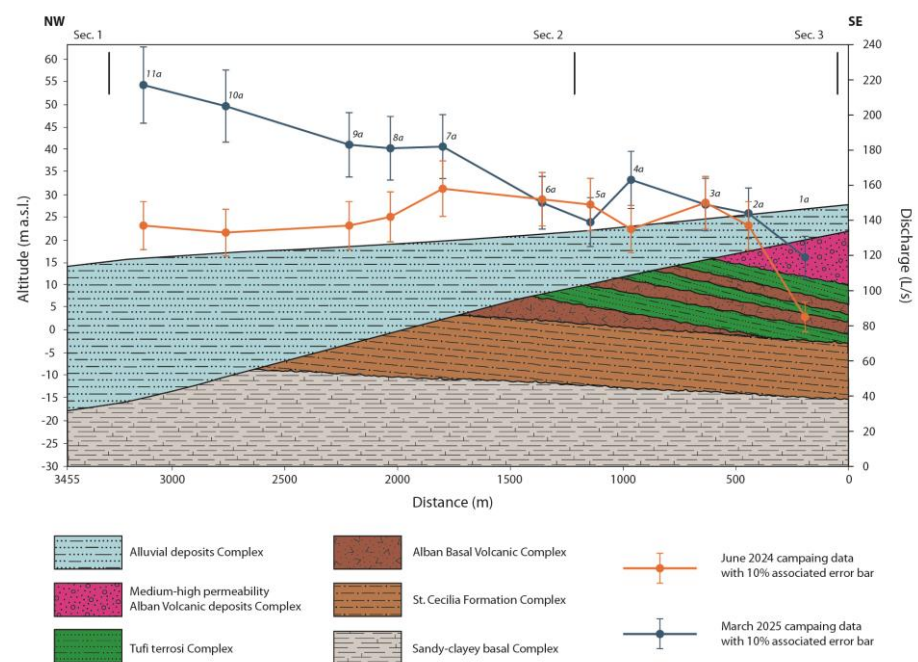 NW
SE
Sec. 1
Sec. 2
Sec. 3
60
55
50
45
40
35
30
25
20
15
10
5
0
-5
-10
-15
-20
-25
-30
Altitude (m a.s.l.)
240
220
200
180
160
140
120
100
80
60
40
20
0
Discharge (L/s)
11a
10a
9a
8a
7a
6a
5a
4a
3a
2a
1a
3455
3000
2500
2000
1500
1000
500
0
Distance (m)
Alluvial deposits Complex
Medium-high permeability
Alban Volcanic deposits Complex
Tufi terrosi Complex
Alban Basal Volcanic Complex
St. Cecilia Formation Complex
Sandy-clayey basal Complex
June 2024 campaing data
with 10% associated error bar
March 2025 campaing data
with 10% associated error bar